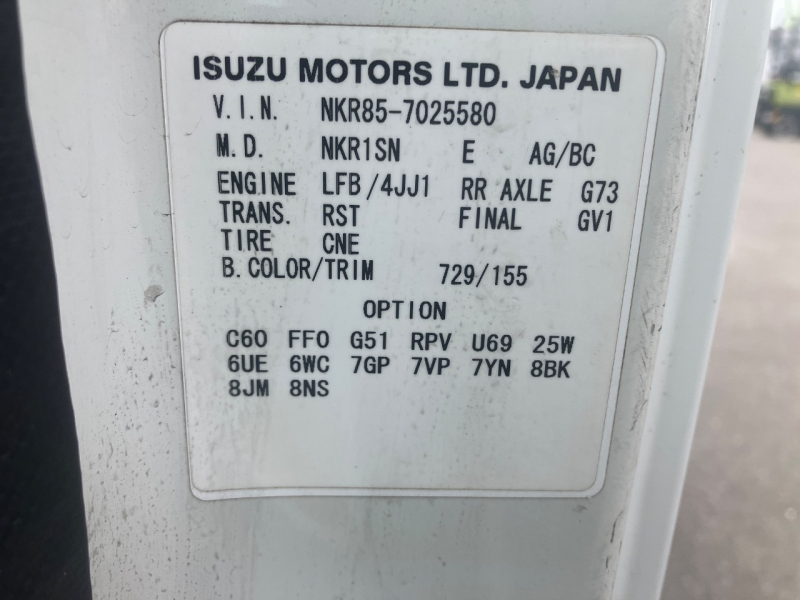 ISUZU MOTORS LTD. JAPAN
V.I.N. NKR85-7025580
M.D. NKR1SN E AG/BC
ENGINE LFB/4JJ1 RR AXLE G73
TRANS. RST FINAL GV1
TIRE CNE
B.COLOR/TRIM 729/155
OPTION
C60 FF0 G51 RPV U69 25W
6UE 6WC 7GP 7VP 7YN 8BK
8JM 8NS